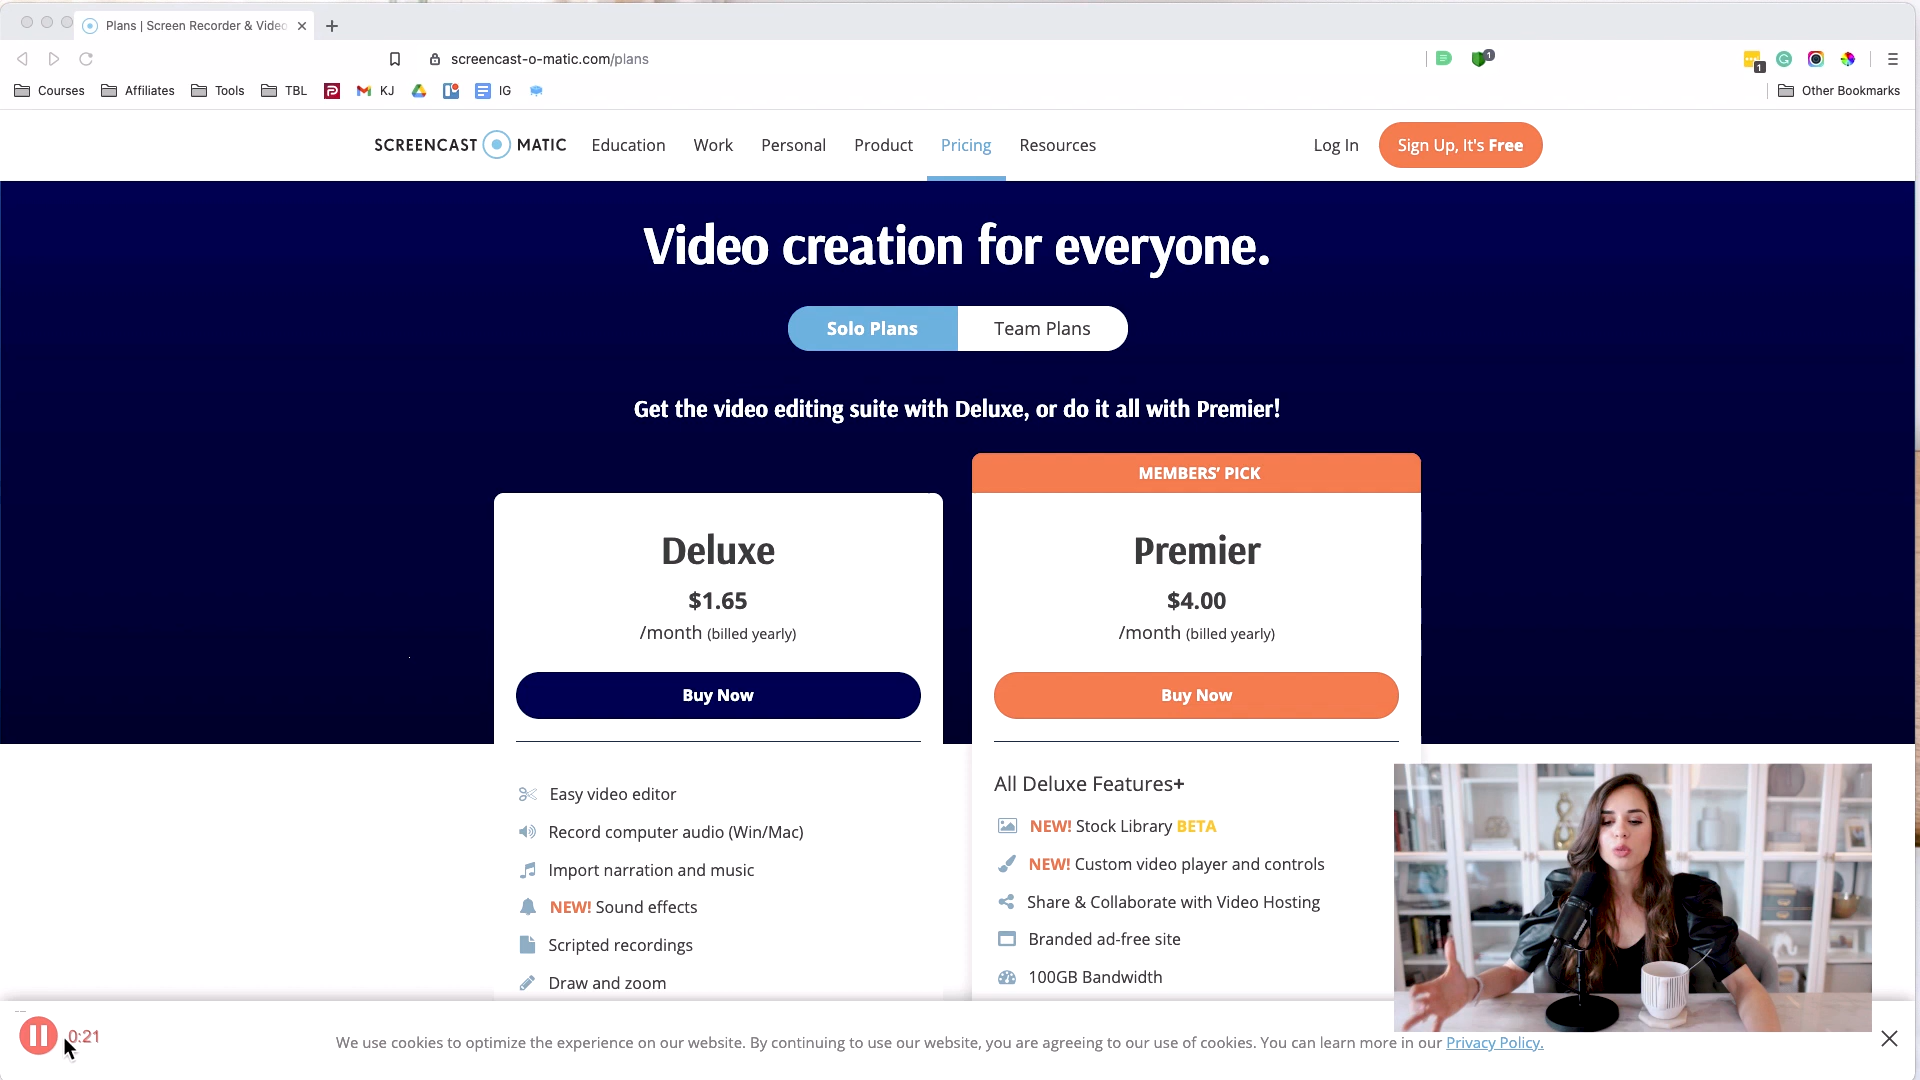 Plans | Screen Recorder & Video
screencast-o-matic.com/plans
1
1
Courses
Affiliates
Tools
TBL
KJ
IG
Other Bookmarks
SCREENCAST MATIC
Education
Work
Personal
Product
Pricing
Resources
Log In
Sign Up, It's Free
Video creation for everyone.
Solo Plans
Team Plans
Get the video editing suite with Deluxe, or do it all with Premier!
MEMBERS' PICK
Deluxe
$1.65
/month (billed yearly)
Buy Now
Easy video editor
Record computer audio (Win/Mac)
Import narration and music
NEW! Sound effects
Scripted recordings
Draw and zoom
Premier
$4.00
/month (billed yearly)
Buy Now
All Deluxe Features+
NEW! Stock Library BETA
NEW! Custom video player and controls
Share & Collaborate with Video Hosting
Branded ad-free site
100GB Bandwidth
0:21
We use cookies to optimize the experience on our website. By continuing to use our website, you are agreeing to our use of cookies. You can learn more in our Privacy Policy.